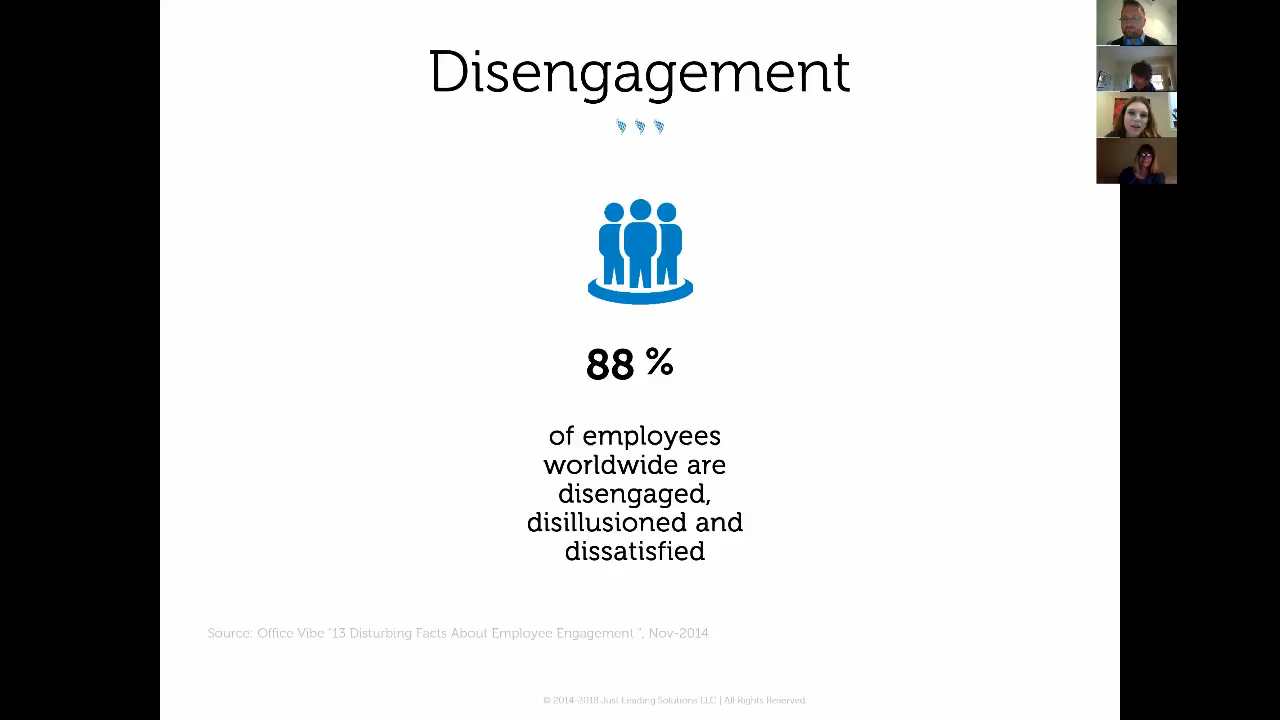 Disengagement
88 %
of employees
worldwide are
disengaged,
disillusioned and
dissatisfied
Source: Office Vibe "13 Disturbing Facts About Employee Engagement ", Nov-2014
© 2014-2018 Just Leading Solutions LLC | All Rights Reserved